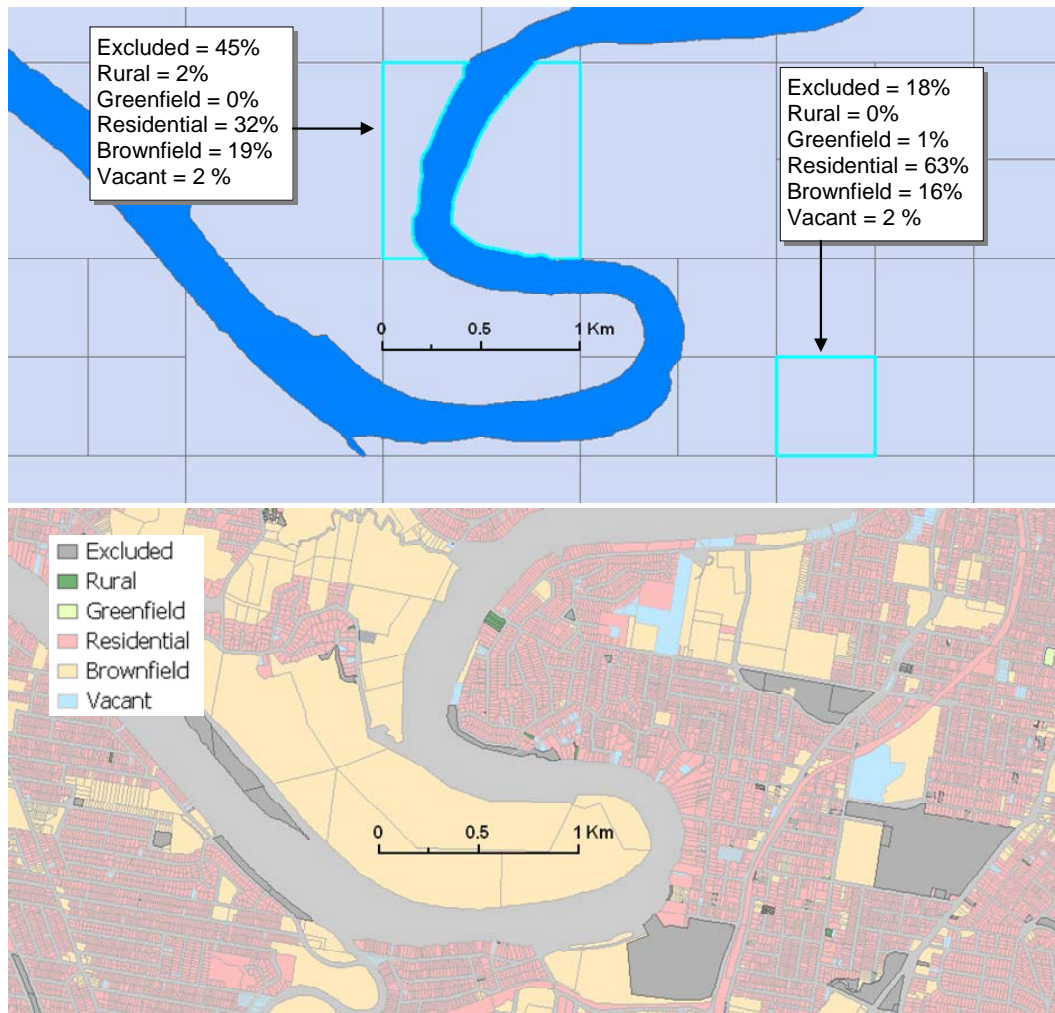 Excluded = 45%
Rural = 2%
Greenfield = 0%
Residential = 32%
Brownfield = 19%
Vacant = 2 %
Excluded = 18%
Rural = 0%
Greenfield = 1%
Residential = 63%
Brownfield = 16%
Vacant = 2 %
0 0.5 1 Km
Excluded
Rural
Greenfield
Residential
Brownfield
Vacant
0 0.5 1 Km